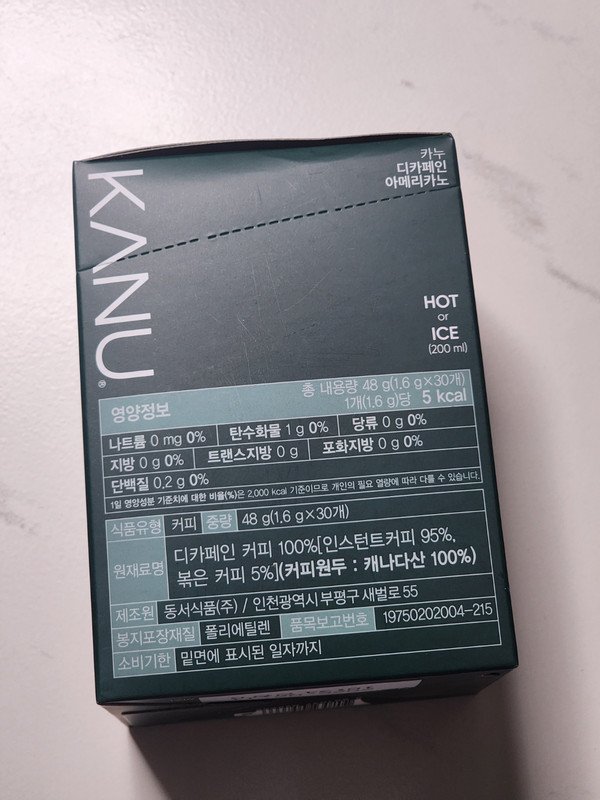 KANU®
카누
디카페인
아메리카노
HOT
or
ICE
(200 ml)
영양정보
총 내용량 48 g(1.6 g×30개)
1개(1.6 g)당 5 kcal
나트륨 0 mg 0% 탄수화물 1 g 0% 당류 0 g 0%
지방 0 g 0% 트랜스지방 0 g 포화지방 0 g 0%
단백질 0.2 g 0%
1일 영양성분 기준치에 대한 비율(%)은 2,000 kcal 기준이므로 개인의 필요 열량에 따라 다를 수 있습니다.
식품유형 커피 중량 48 g(1.6 g×30개)
원재료명 디카페인 커피 100%[인스턴트커피 95%,
볶은 커피 5%](커피원두 : 캐나다산 100%)
제조원 동서식품(주) / 인천광역시 부평구 새벌로 55
봉지포장재질 폴리에틸렌 품목보고번호 19750202004-215
소비기한 밑면에 표시된 일자까지